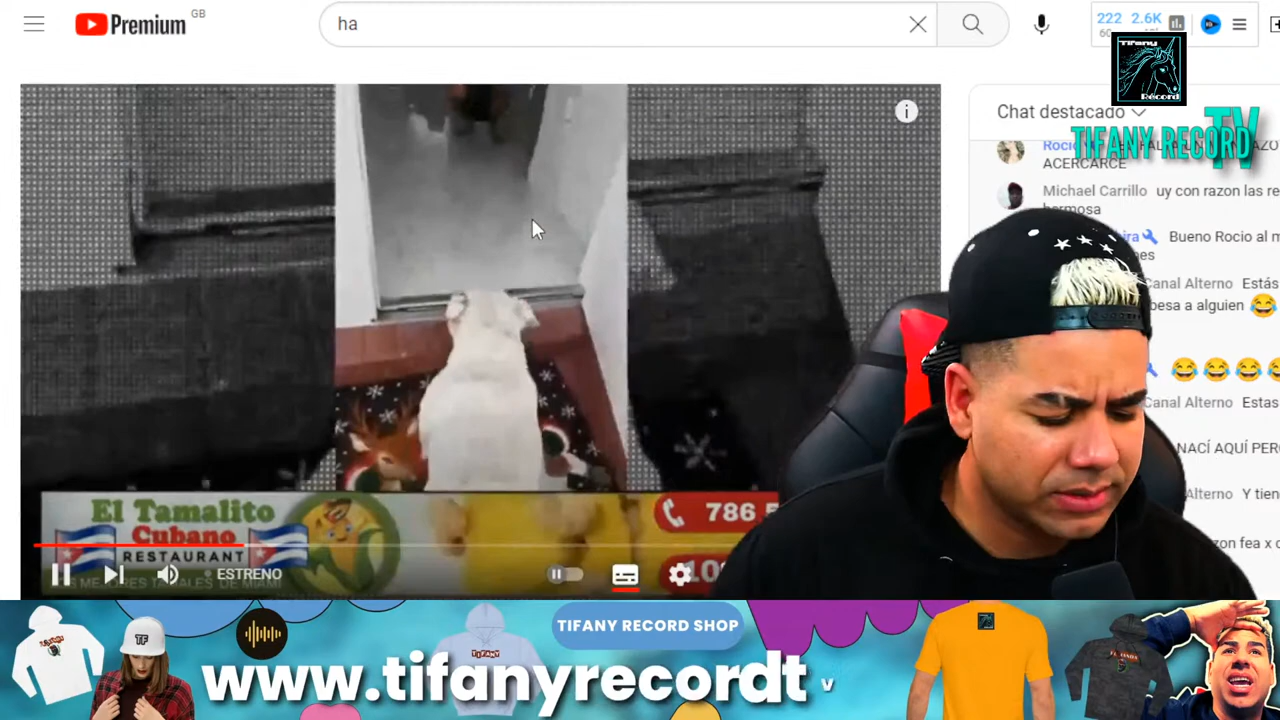 Premium GB
ha
222 2.6K
Tifany
Récord
Chat destacado
TV
TIFANY RECORD
ACERCARCE
Michael Carrillo uy con razon las re
hermosa
Bueno Rocio al m
Canal Alterno Estás
besa a alguien
Canal Alterno Estas
NACÍ AQUÍ PER
Alterno Y tien
zon fea x
El Tamalito
Cubano
RESTAURANT
786
ESTRENO
TIFANY RECORD SHOP
TF
www.tifanyrecordt v